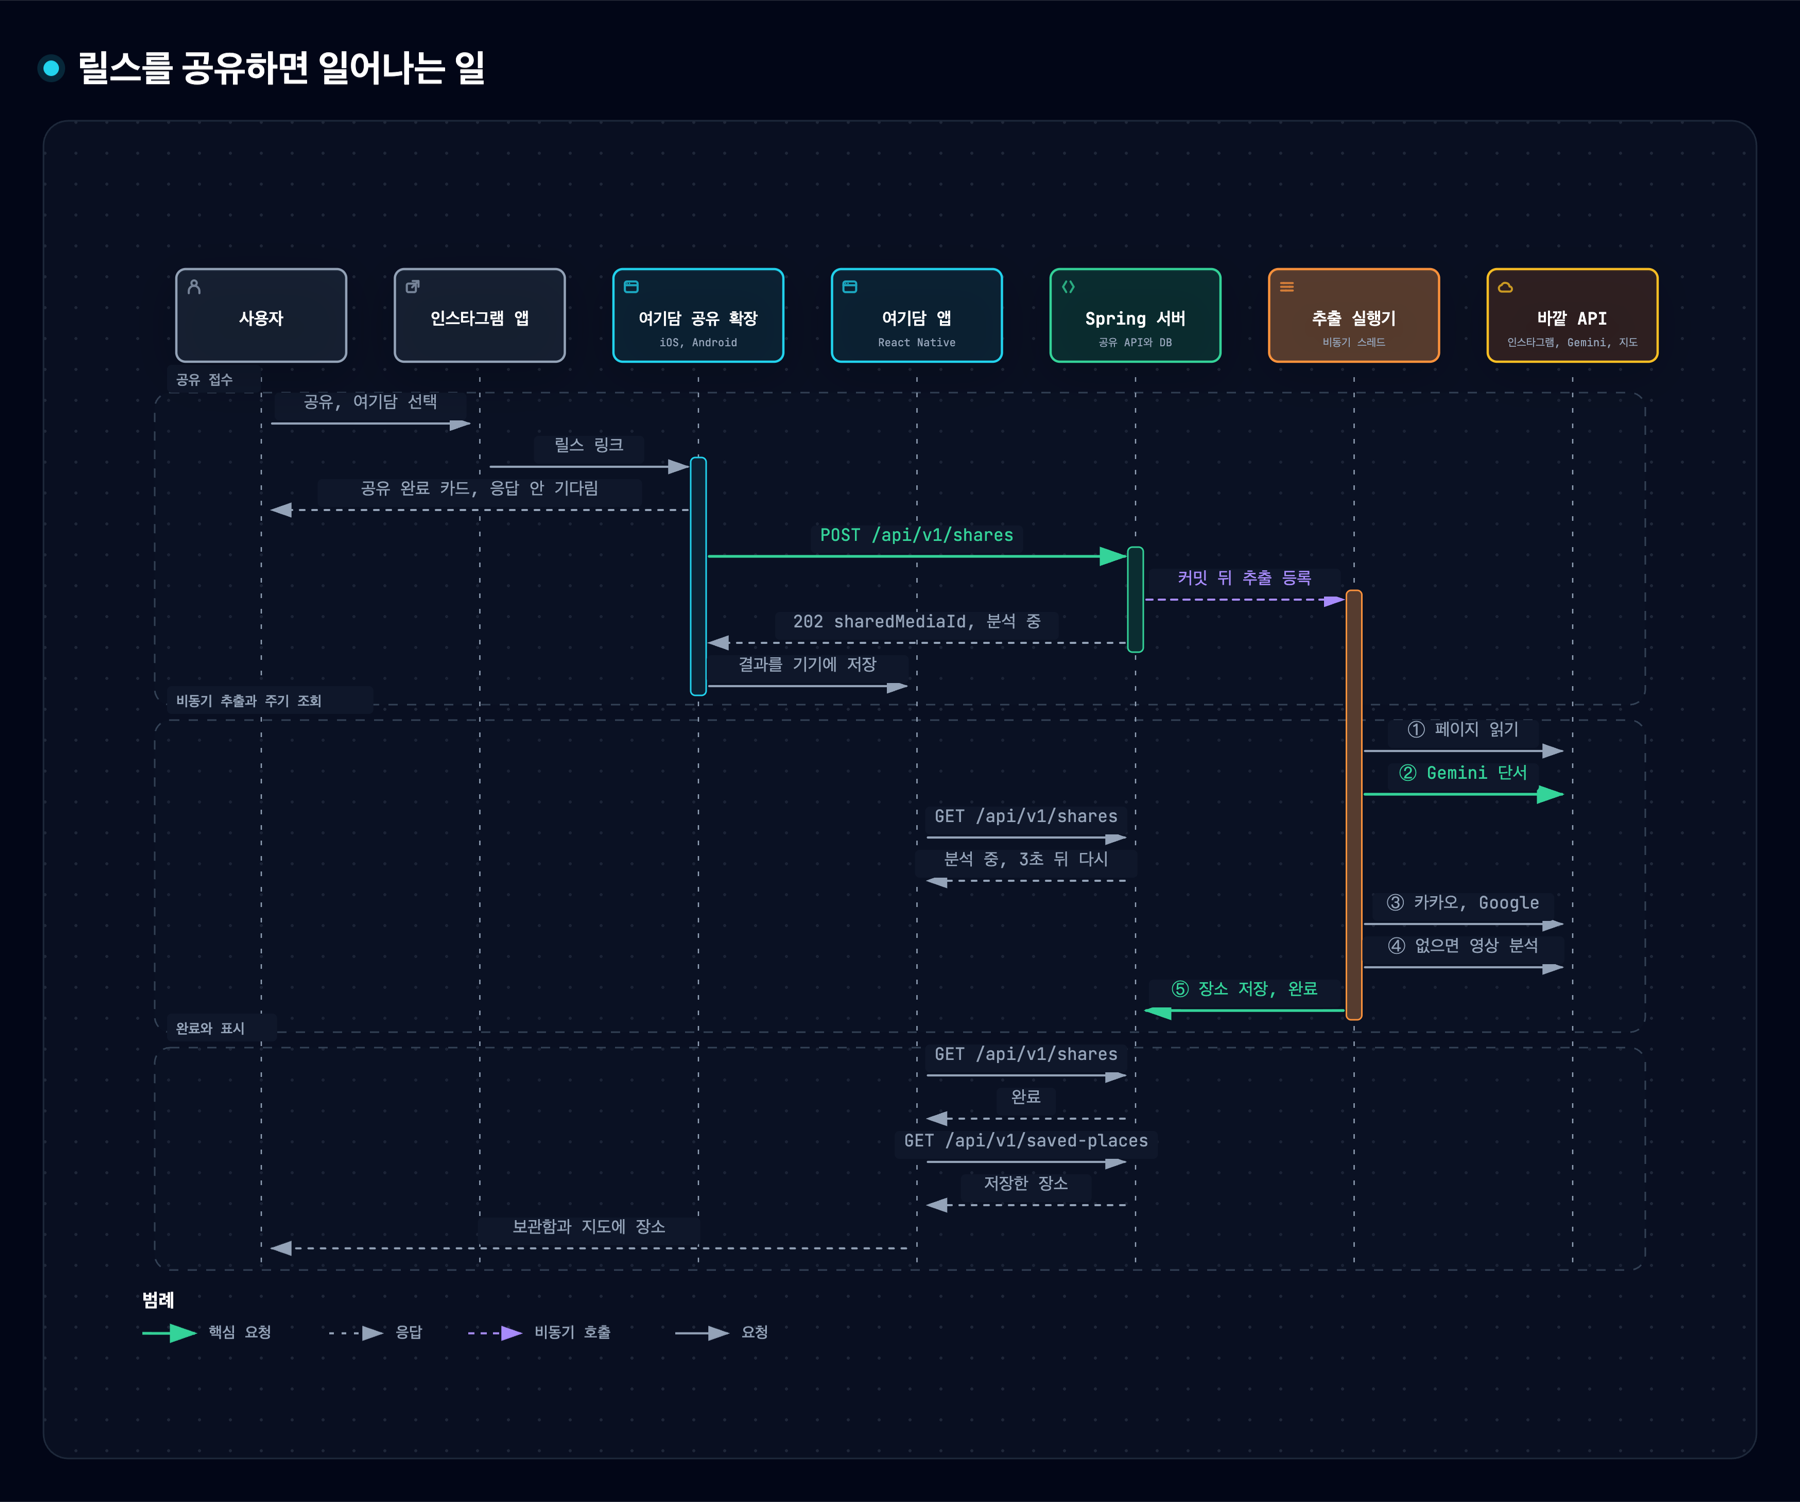 릴스를 공유하면 일어나는 일
사용자
인스타그램 앱
여기담 공유 확장
iOS, Android
여기담 앱
React Native
Spring 서버
공유 API와 DB
추출 실행기
비동기 스레드
바깥 API
인스타그램, Gemini, 지도
공유 접수
공유, 여기담 선택
릴스 링크
공유 완료 카드, 응답 안 기다림
POST /api/v1/shares
커밋 뒤 추출 등록
202 sharedMediaId, 분석 중
결과를 기기에 저장
비동기 추출과 주기 조회
① 페이지 읽기
② Gemini 단서
GET /api/v1/shares
분석 중, 3초 뒤 다시
③ 카카오, Google
④ 없으면 영상 분석
⑤ 장소 저장, 완료
완료와 표시
GET /api/v1/shares
완료
GET /api/v1/saved-places
저장한 장소
보관함과 지도에 장소
범례
핵심 요청
응답
비동기 호출
요청